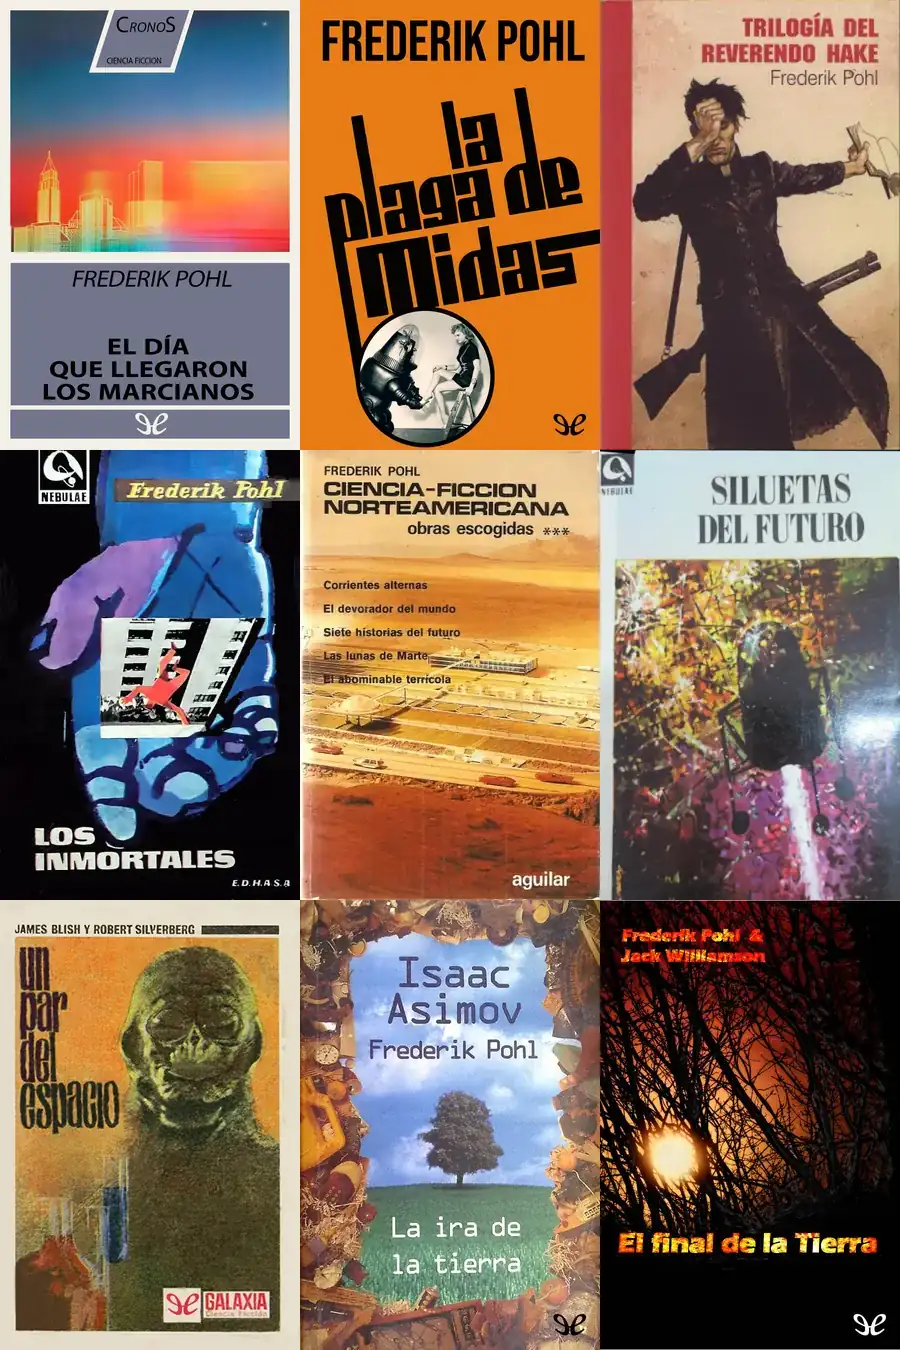 CRONOS
CIENCIA FICCION
FREDERIK POHL
EL DÍA
QUE LLEGARON
LOS MARCIANOS
FREDERIK POHL
la
plaga de
Midas
TRILOGÍA DEL
REVERENDO HAKE
Frederik Pohl
NEBULAE
Frederik Pohl
LOS
INMORTALES
E.D.H.A.S.A
FREDERIK POHL
CIENCIA-FICCION
NORTEAMERICANA
obras escogidas ***
Corrientes alternas
El devorador del mundo
Siete historias del futuro
Las lunas de Marte
El abominable terrícola
aguilar
NEBULAE
SILUETAS
DEL FUTURO
JAMES BLISH Y ROBERT SILVERBERG
un
par
del
espacio
GALAXIA
Ciencia Ficción
Isaac
Asimov
Frederik Pohl
La ira de
la tierra
Frederik Pohl &
Jack Williamson
El final de la Tierra